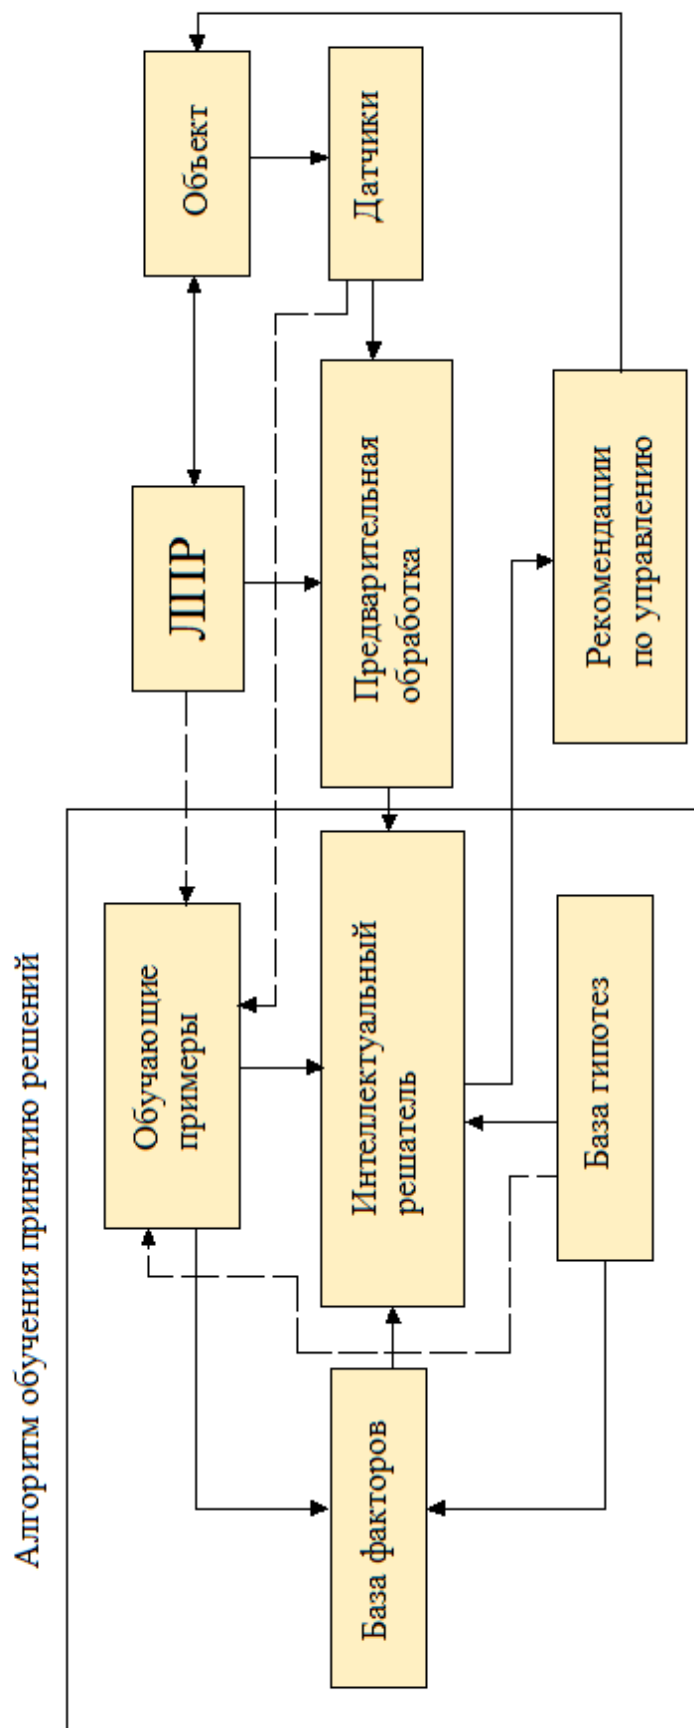 Алгоритм обучения принятию решений
Обучающие
примеры
ЛПР
Объект
База факторов
Интеллектуальный
решатель
Предварительная
обработка
Датчики
База гипотез
Рекомендации
по управлению